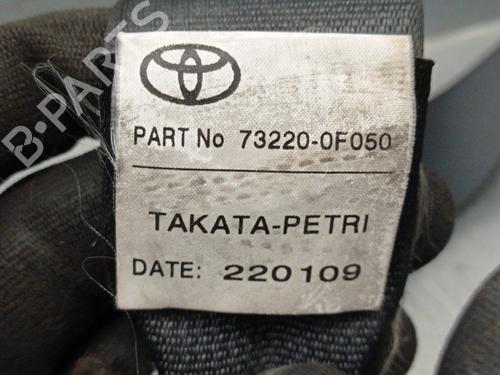 B-PARTS
PART No 73220-0F050
TAKATA-PETRI
DATE: 220109